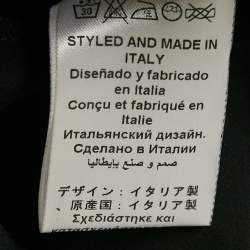 30
STYLED AND MADE IN
ITALY
Diseñado y fabricado
en Italia
Conçu et fabriqué en
Italie
Итальянский дизайн.
Сделано в Италии
صمم و صنع بإيطاليا
デザイン：イタリア製
、原産国：イタリア製
Σχεδιάστηκε και